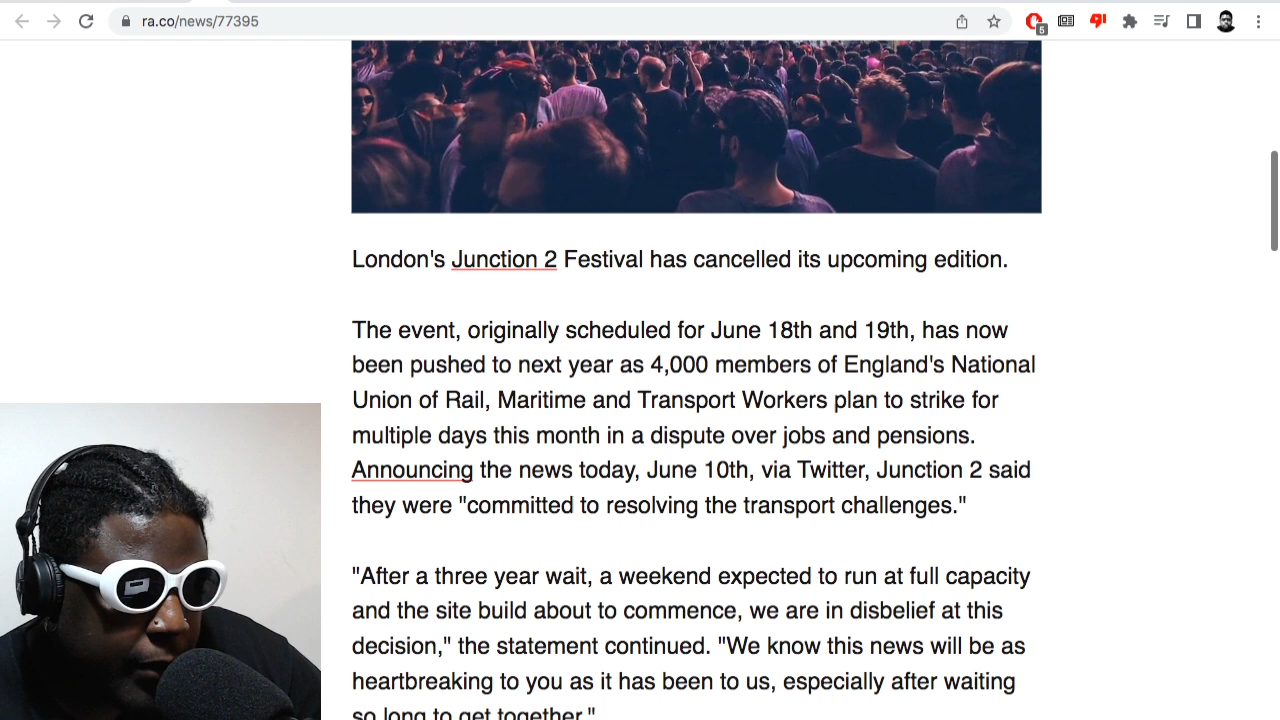 ra.co/news/77395
5
London's Junction 2 Festival has cancelled its upcoming edition.
The event, originally scheduled for June 18th and 19th, has now
been pushed to next year as 4,000 members of England's National
Union of Rail, Maritime and Transport Workers plan to strike for
multiple days this month in a dispute over jobs and pensions.
Announcing the news today, June 10th, via Twitter, Junction 2 said
they were "committed to resolving the transport challenges."
"After a three year wait, a weekend expected to run at full capacity
and the site build about to commence, we are in disbelief at this
decision," the statement continued. "We know this news will be as
heartbreaking to you as it has been to us, especially after waiting
so long to get together."